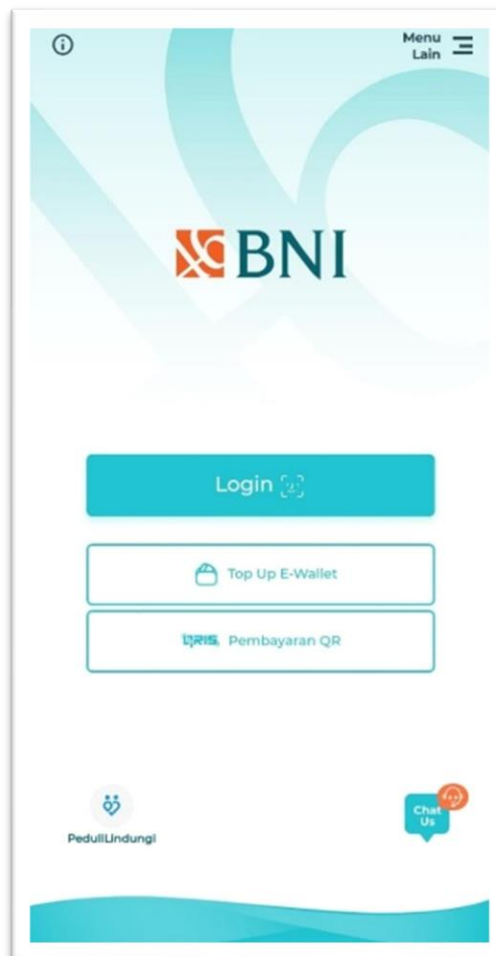 Menu
Lain
BNI
Login
Top Up E-Wallet
QRIS Pembayaran QR
PeduliLindungi
Chat
Us